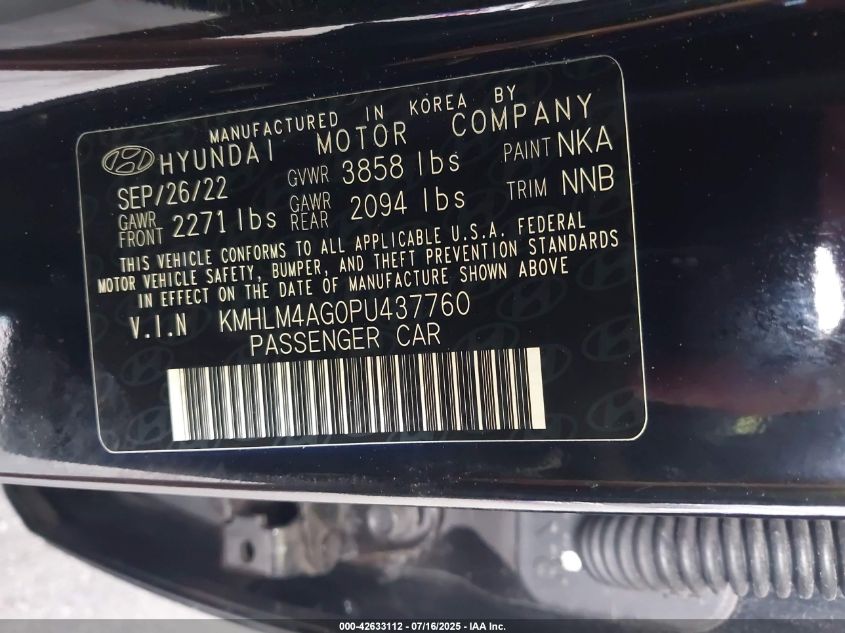 MANUFACTURED IN KOREA BY
HYUNDAI MOTOR COMPANY
SEP/26/22 GVWR 3858 lbs PAINT NKA
GAWR FRONT 2271 lbs GAWR REAR 2094 lbs TRIM NNB
THIS VEHICLE CONFORMS TO ALL APPLICABLE U.S.A. FEDERAL
MOTOR VEHICLE SAFETY, BUMPER, AND THEFT PREVENTION STANDARDS
IN EFFECT ON THE DATE OF MANUFACTURE SHOWN ABOVE
V.I.N KMHLM4AG0PU437760
PASSENGER CAR
000-42633112 - 07/16/2025 - IAA Inc.